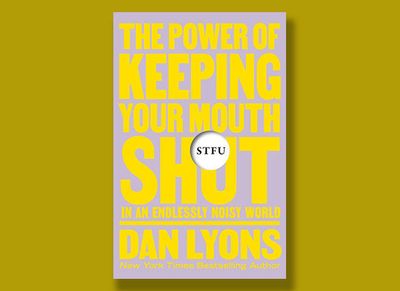 THE POWER OF
KEEPING
YOUR MOUTH
SHUT
STFU
IN AN ENDLESSLY NOISY WORLD
DAN LYONS
New York Times Bestselling Author